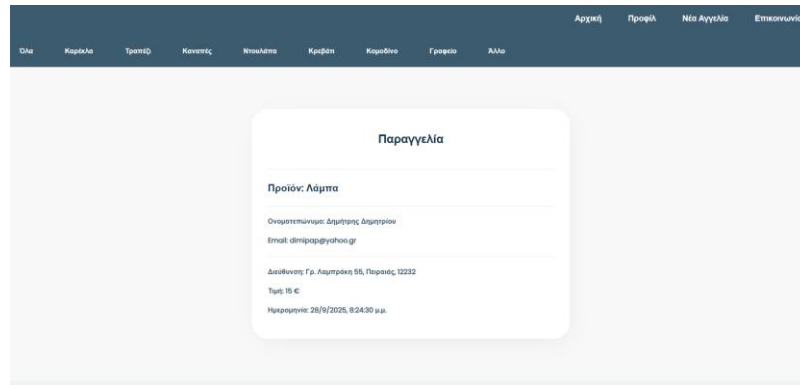 Αρχική Προφίλ Νέα Αγγελία Επικοινωνία
Όλα Καρέκλα Τραπέζι Καναπές Ντουλάπα Κρεβάτι Κομοδίνο Γραφείο Άλλο
Παραγγελία
Προϊόν: Λάμπα
Ονοματεπώνυμο: Δημήτρης Δημητρίου
Email: dimipap@yahoo.gr
Διεύθυνση: Γρ. Λαμπράκη 55, Πειραιάς, 12232
Τιμή: 15 €
Ημερομηνία: 28/9/2025, 8:24:30 μ.μ.